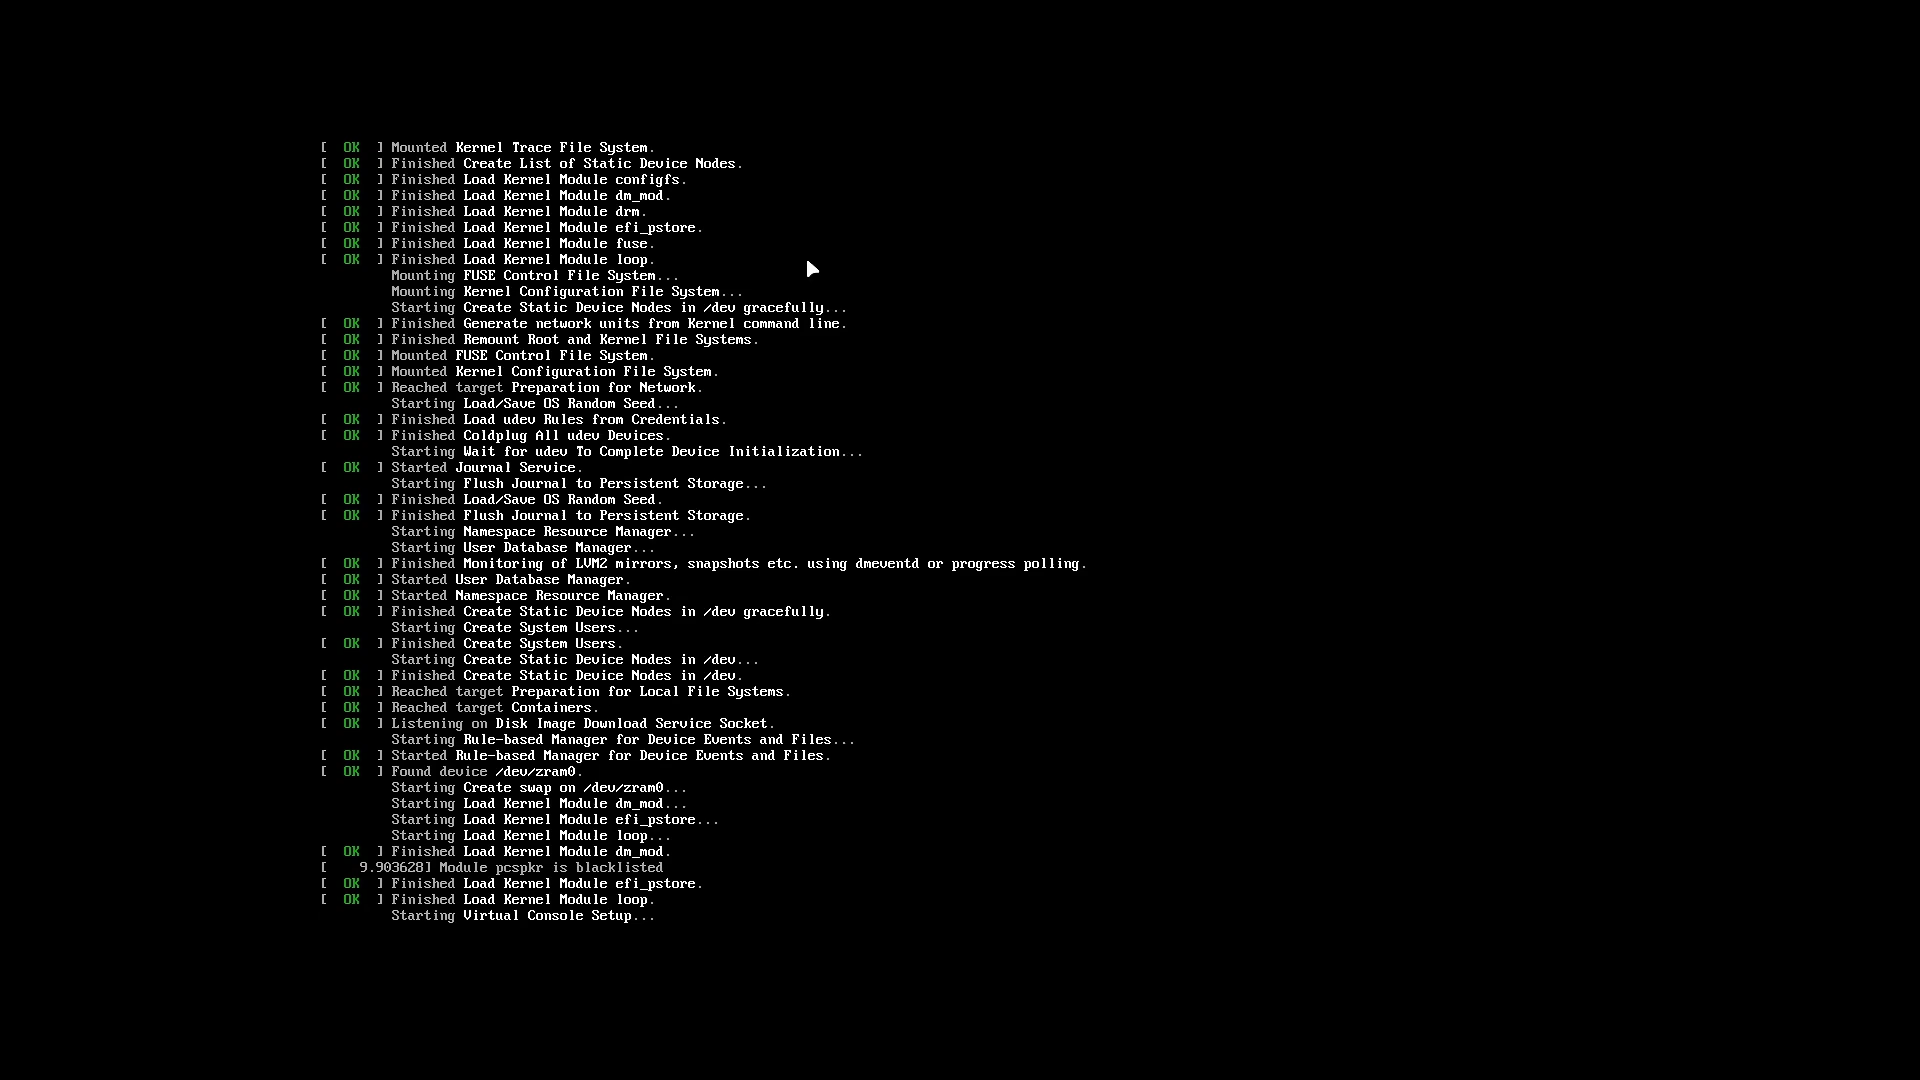 [  OK  ] Mounted Kernel Trace File System.
[  OK  ] Finished Create List of Static Device Nodes.
[  OK  ] Finished Load Kernel Module configfs.
[  OK  ] Finished Load Kernel Module dm_mod.
[  OK  ] Finished Load Kernel Module drm.
[  OK  ] Finished Load Kernel Module efi_pstore.
[  OK  ] Finished Load Kernel Module fuse.
[  OK  ] Finished Load Kernel Module loop.
Mounting FUSE Control File System...
Mounting Kernel Configuration File System...
Starting Create Static Device Nodes in /dev gracefully...
[  OK  ] Finished Generate network units from Kernel command line.
[  OK  ] Finished Remount Root and Kernel File Systems.
[  OK  ] Mounted FUSE Control File System.
[  OK  ] Mounted Kernel Configuration File System.
[  OK  ] Reached target Preparation for Network.
Starting Load/Save OS Random Seed...
[  OK  ] Finished Load udev Rules from Credentials.
[  OK  ] Finished Coldplug All udev Devices.
Starting Wait for udev To Complete Device Initialization...
[  OK  ] Started Journal Service.
Starting Flush Journal to Persistent Storage...
[  OK  ] Finished Load/Save OS Random Seed.
[  OK  ] Finished Flush Journal to Persistent Storage.
Starting Namespace Resource Manager...
Starting User Database Manager...
[  OK  ] Finished Monitoring of LVM2 mirrors, snapshots etc. using dmeventd or progress polling.
[  OK  ] Started User Database Manager.
[  OK  ] Started Namespace Resource Manager.
[  OK  ] Finished Create Static Device Nodes in /dev gracefully.
Starting Create System Users...
[  OK  ] Finished Create System Users.
Starting Create Static Device Nodes in /dev...
[  OK  ] Finished Create Static Device Nodes in /dev.
[  OK  ] Reached target Preparation for Local File Systems.
[  OK  ] Reached target Containers.
[  OK  ] Listening on Disk Image Download Service Socket.
Starting Rule-based Manager for Device Events and Files...
[  OK  ] Started Rule-based Manager for Device Events and Files.
[  OK  ] Found device /dev/zram0.
Starting Create swap on /dev/zram0...
Starting Load Kernel Module dm_mod...
Starting Load Kernel Module efi_pstore...
Starting Load Kernel Module loop...
[  OK  ] Finished Load Kernel Module dm_mod.
[    9.903628] Module pcspkr is blacklisted
[  OK  ] Finished Load Kernel Module efi_pstore.
[  OK  ] Finished Load Kernel Module loop.
Starting Virtual Console Setup...